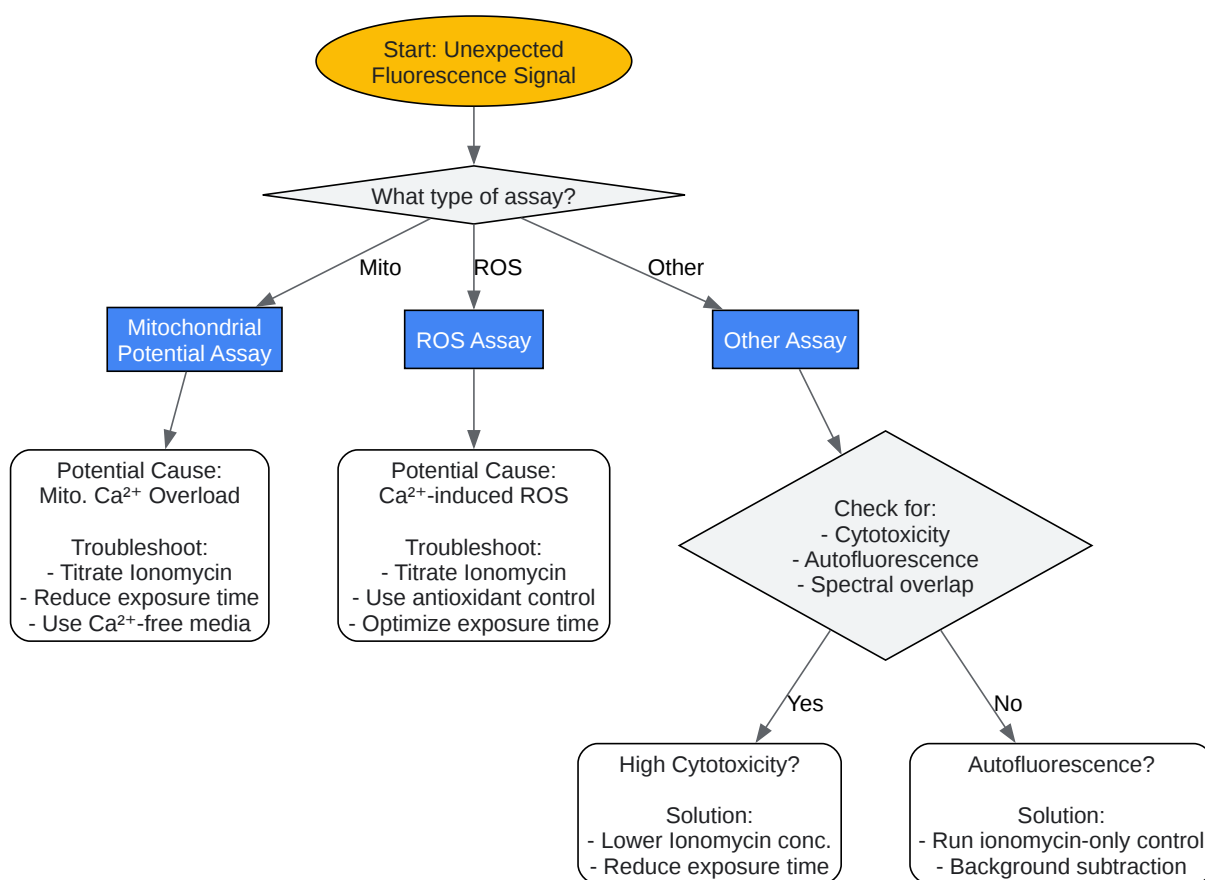 Start: Unexpected
Fluorescence Signal
What type of assay?
Mito
ROS
Other
Mitochondrial
Potential Assay
ROS Assay
Other Assay
Potential Cause:
Mito. Ca²⁺ Overload
Troubleshoot:
- Titrate Ionomycin
- Reduce exposure time
- Use Ca²⁺-free media
Potential Cause:
Ca²⁺-induced ROS
Troubleshoot:
- Titrate Ionomycin
- Use antioxidant control
- Optimize exposure time
Check for:
- Cytotoxicity
- Autofluorescence
- Spectral overlap
Yes
No
High Cytotoxicity?
Solution:
- Lower Ionomycin conc.
- Reduce exposure time
Autofluorescence?
Solution:
- Run ionomycin-only control
- Background subtraction